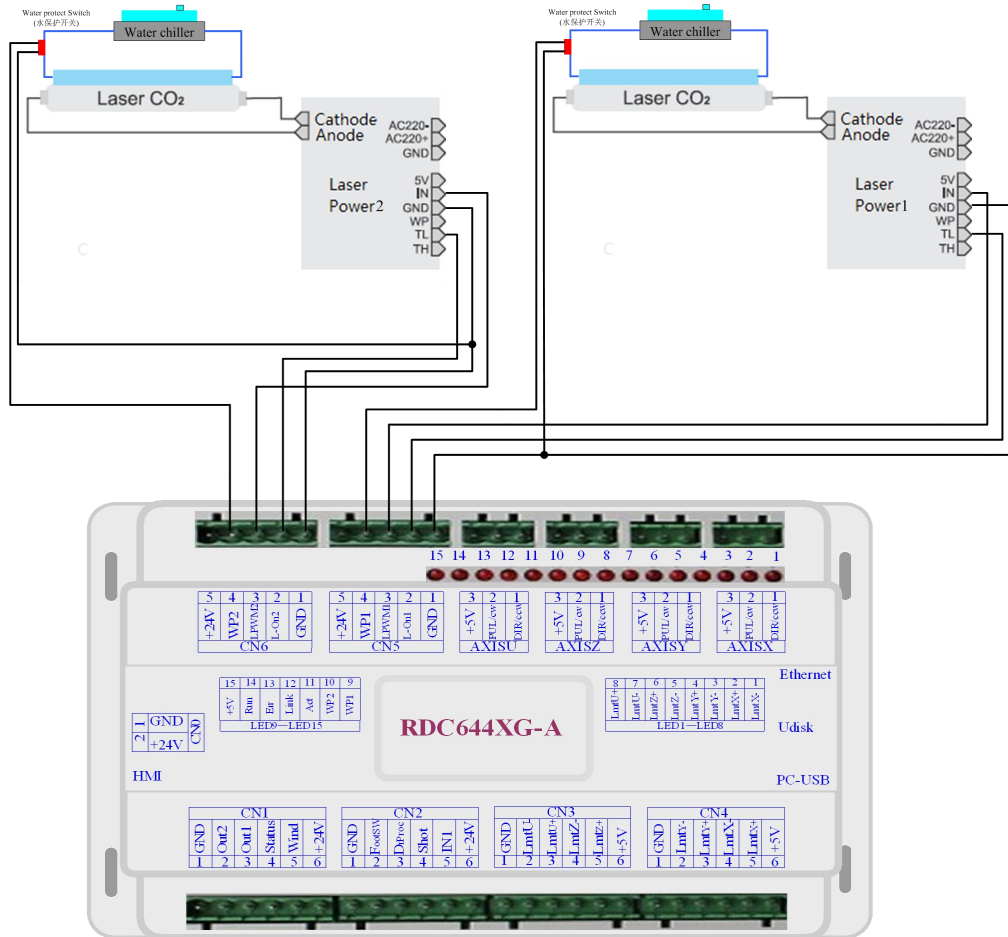 Water protect Switch
(水保护开关)
Water chiller
Laser CO₂
Cathode
Anode
AC220-
AC220+
GND
Laser
Power2
5V
IN
GND
WP
TL
TH
C
Water protect Switch
(水保护开关)
Water chiller
Laser CO₂
Cathode
Anode
AC220-
AC220+
GND
Laser
Power1
5V
IN
GND
WP
TL
TH
C
15 14 13 12 11 10 9 8 7 6 5 4 3 2 1
5 4 3 2 1
+24V WP2 LPWM2 L-On2 GND
CN6
5 4 3 2 1
+24V WP1 LPWM1 L-On1 GND
CN5
3 2 1
+5V PUL/cw DIR/ccw
AXISU
3 2 1
+5V PUL/cw DIR/ccw
AXISZ
3 2 1
+5V PUL/cw DIR/ccw
AXISY
3 2 1
+5V PUL/cw DIR/ccw
AXISX
Ethernet
15 14 13 12 11 10 9
+5V Run Err Link Act WP2 WP1
LED9—LED15
8 7 6 5 4 3 2 1
LmtU+ LmtU- LmtZ+ LmtZ- LmtY+ LmtY- LmtX+ LmtX-
LED1—LED8
Udisk
1 GND
2 +24V
CN0
RDC644XG-A
HMI
PC-USB
CN1
GND Out2 Out1 Status Wind +24V
1 2 3 4 5 6
CN2
GND FootSW DrProc Shot IN1 +24V
1 2 3 4 5 6
CN3
GND LmtU- LmtU+ LmtZ- Lmtz+ +5V
1 2 3 4 5 6
CN4
GND LmtY- LmtY+ LmtX- LmtX+ +5V
1 2 3 4 5 6